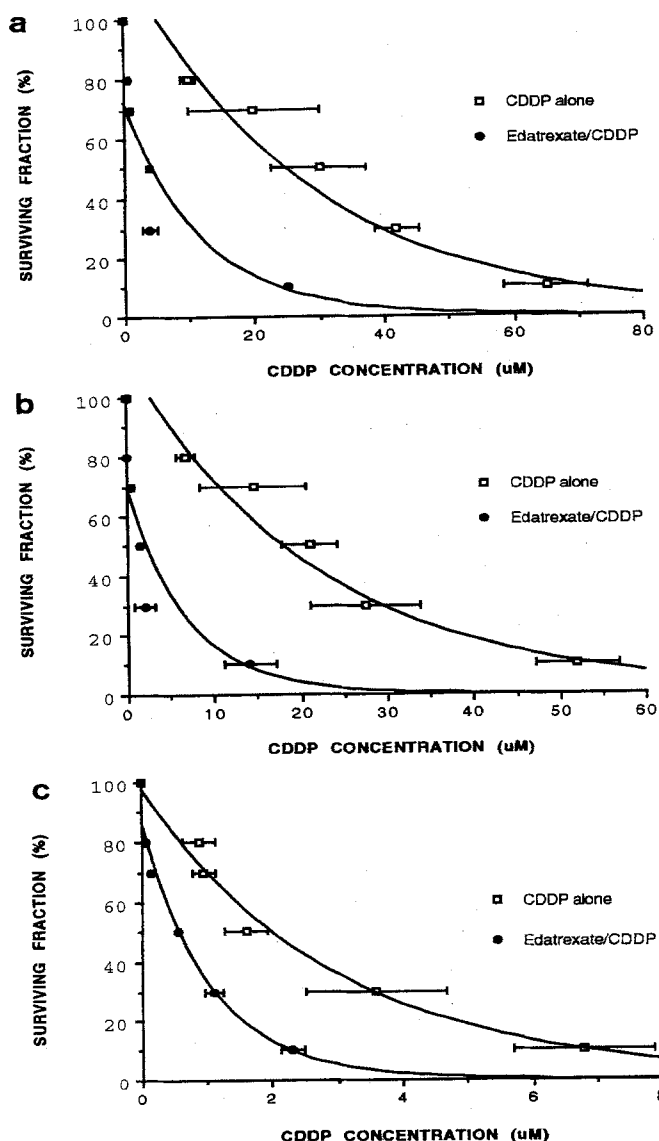 a
100
80
60
40
20
0
SURVIVING FRACTION (%)
CDDP alone
Edatrexate/CDDP
0 20 40 60 80
CDDP CONCENTRATION (uM)
b
100
80
60
40
20
0
SURVIVING FRACTION (%)
CDDP alone
Edatrexate/CDDP
0 10 20 30 40 50 60
CDDP CONCENTRATION (uM)
c
100
80
60
40
20
0
SURVIVING FRACTION (%)
CDDP alone
Edatrexate/CDDP
0 2 4 6 8
CDDP CONCENTRATION (uM)